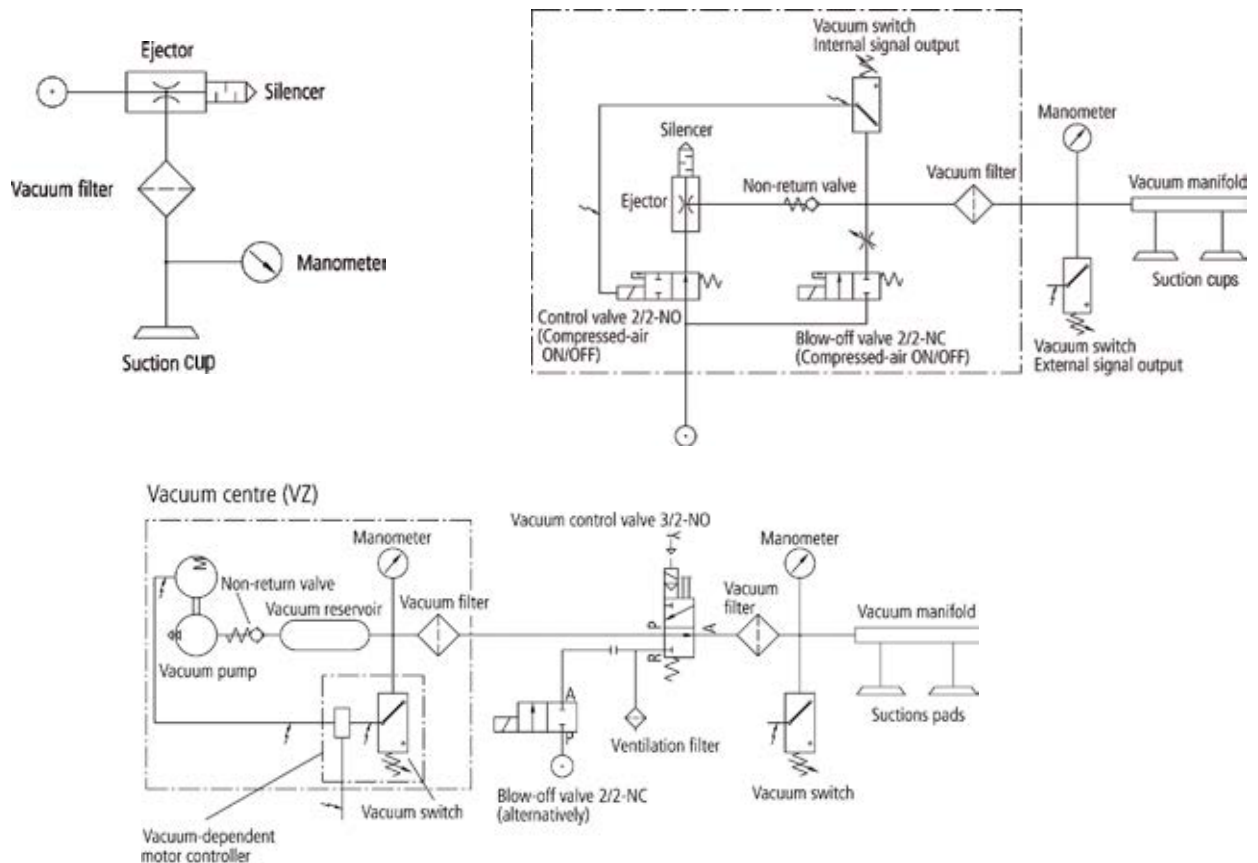 Ejector
Silencer
Vacuum filter
Manometer
Suction cup
Vacuum switch
Internal signal output
Silencer
Ejector
Non-return valve
Vacuum filter
Manometer
Vacuum manifold
Suction cups
Control valve 2/2-NO
(Compressed-air
ON/OFF)
Blow-off valve 2/2-NC
(Compressed-air ON/OFF)
Vacuum switch
External signal output
Vacuum centre (VZ)
Manometer
M
Non-return valve
Vacuum reservoir
Vacuum filter
Vacuum pump
Vacuum switch
Vacuum-dependent
motor controller
Vacuum control valve 3/2-NO
P
A
R
A
P
Blow-off valve 2/2-NC
(alternatively)
Ventilation filter
Vacuum
filter
Manometer
Vacuum manifold
Suctions pads
Vacuum switch